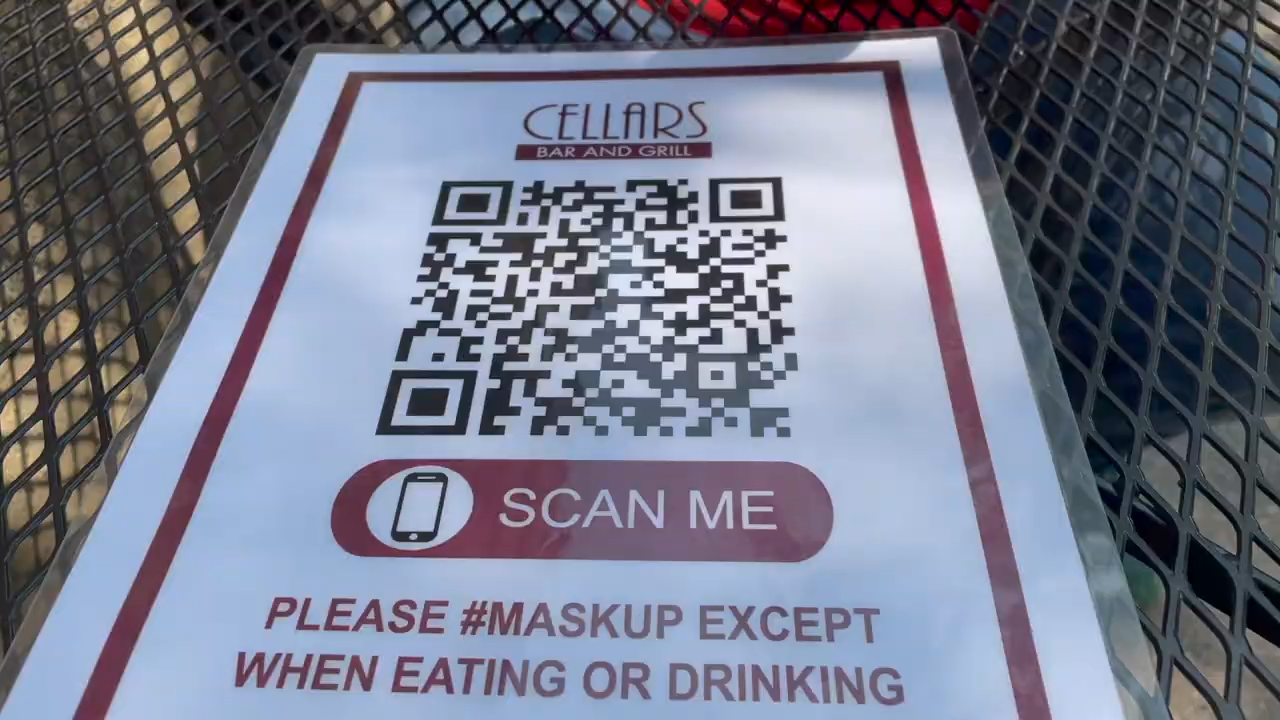 CELLARS
BAR AND GRILL
SCAN ME
PLEASE #MASKUP EXCEPT
WHEN EATING OR DRINKING